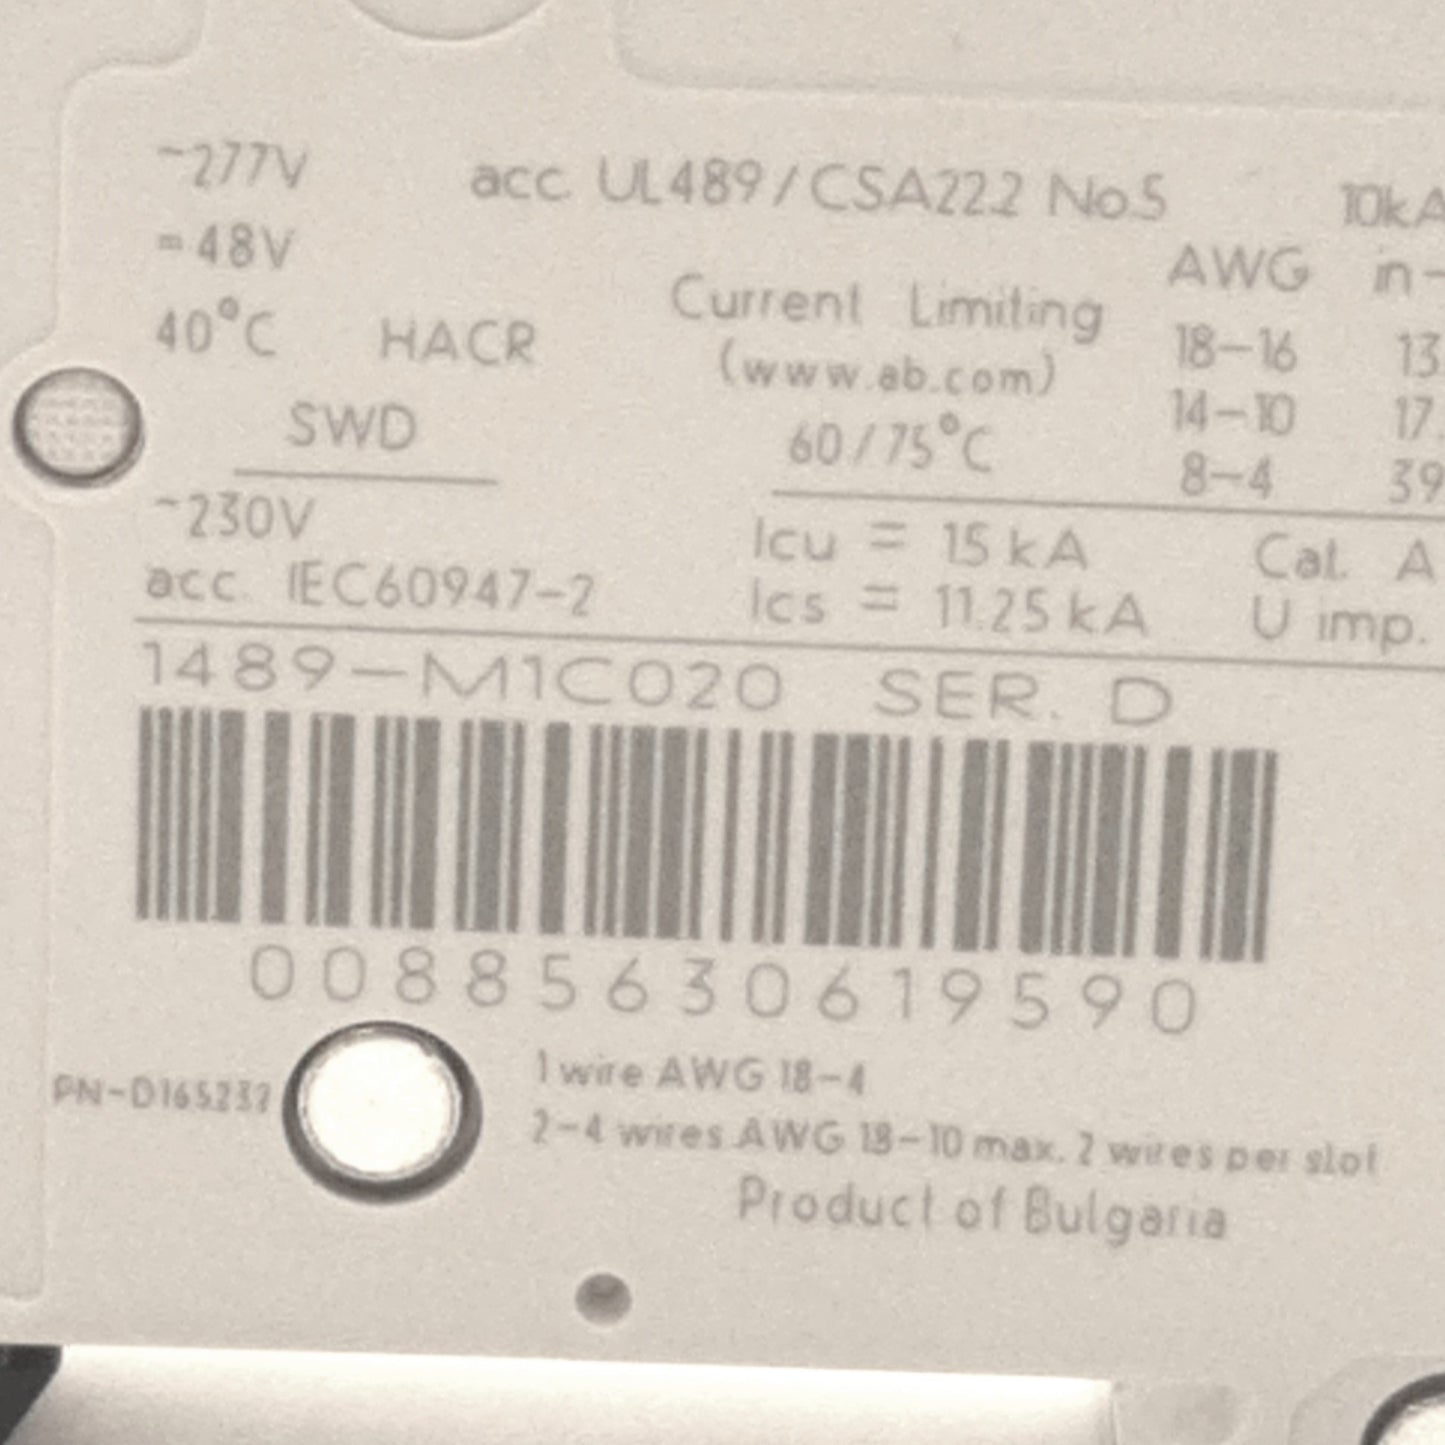 ~277V
acc. UL489/CSA22.2 No.5
10kA
=48V
AWG in-
40°C HACR
Current Limiting
18-16 13
(www.ab.com)
14-10 17.
SWD
60/75°C
8-4 39
~230V
Icu = 15 kA
Cal. A
acc. IEC60947-2
Ics = 11.25 kA
U imp.
1489-M1C020 SER. D
00885630619590
PN-D165232
1 wire AWG 18-4
2-4 wires AWG 18-10 max. 2 wires per slot
Product of Bulgaria